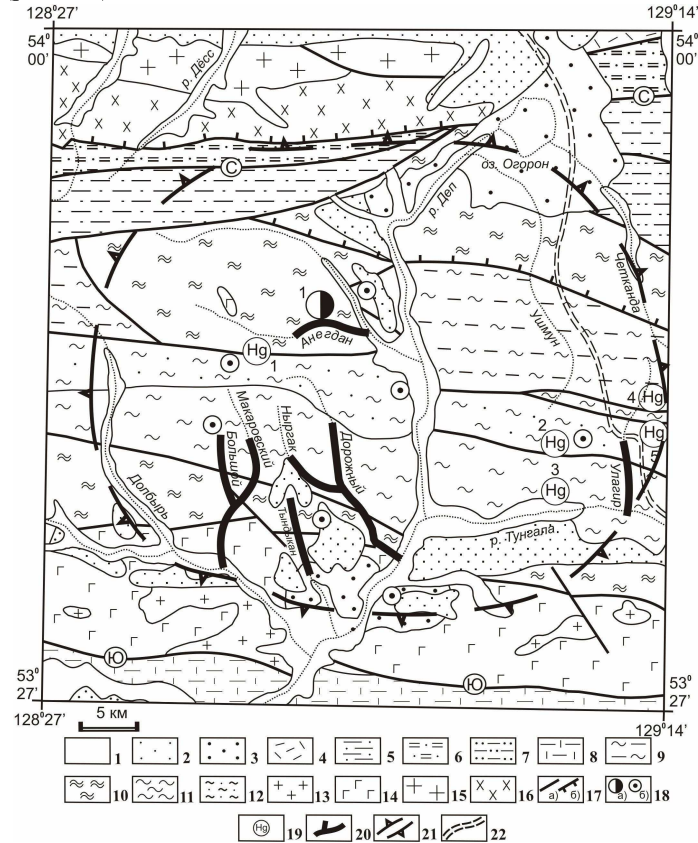 128°27'
129°14'
54°
00'
54°
00'
р. Дёсс
С
С
оз. Огорон
р. Деп
Четканда
Ушмун
1
Анегдан
Hg
1
4
Hg
Макаровский
Ныргак
Дорожный
Большой
2
Hg
Hg
5
3
Hg
Улагир
Долбырь
Тындыкан
р. Тунгала
Ю
Ю
53°
27'
53°
27'
128°27'
129°14'
5 км
1 2 3 4 5 6 7 8 9
10 11 12 13 14 15 16 а) б) 17 а) б) 18
Hg 19 20 21 22